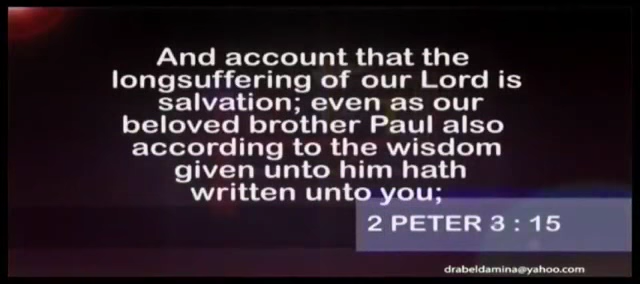 And account that the
longsuffering of our Lord is
salvation; even as our
beloved brother Paul also
according to the wisdom
given unto him hath
written unto you;
2 PETER 3 : 15
drabeldamina@yahoo.com